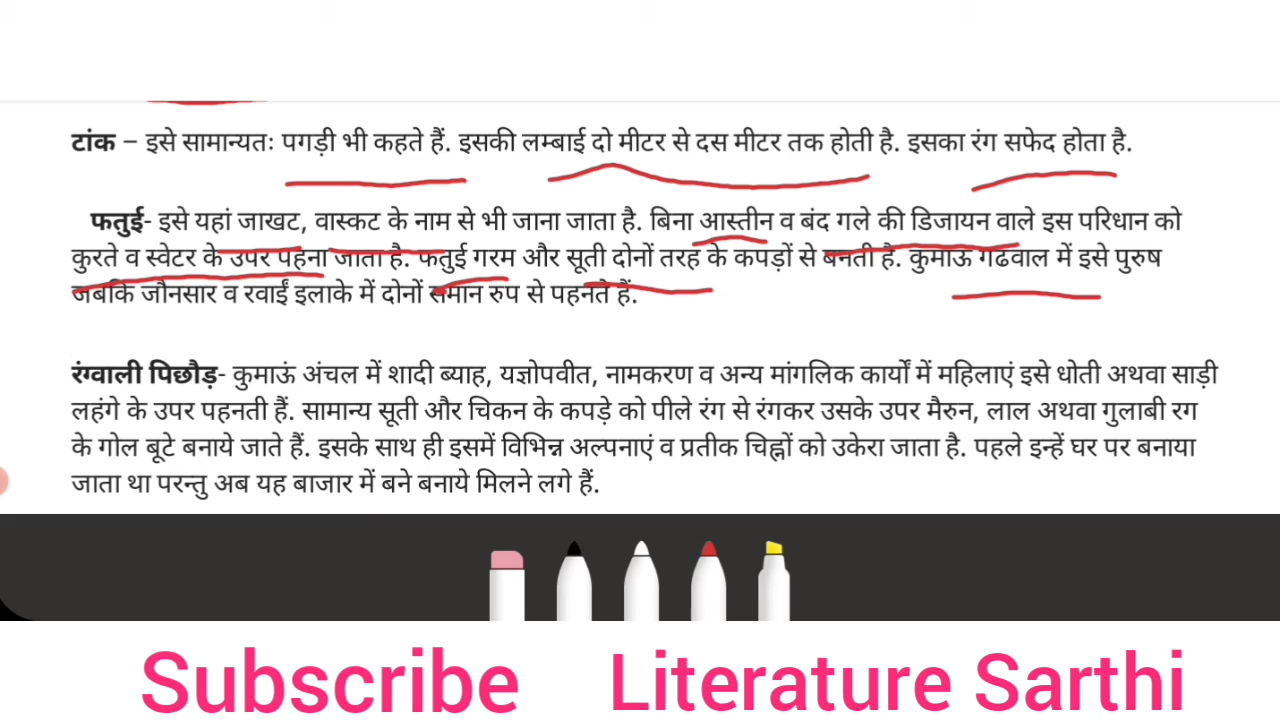 टांक – इसे सामान्यतः पगड़ी भी कहते हैं. इसकी लम्बाई दो मीटर से दस मीटर तक होती है. इसका रंग सफेद होता है.
फतुई- इसे यहां जाखट, वास्कट के नाम से भी जाना जाता है. बिना आस्तीन व बंद गले की डिजायन वाले इस परिधान को
कुरते व स्वेटर के उपर पहना जाता है. फतुई गरम और सूती दोनों तरह के कपड़ों से बनती है. कुमाऊं गढवाल में इसे पुरुष
जबकि जौनसार व रवाईं इलाके में दोनों समान रुप से पहनते हैं.
रंग्वाली पिछौड़- कुमाऊं अंचल में शादी ब्याह, यज्ञोपवीत, नामकरण व अन्य मांगलिक कार्यों में महिलाएं इसे धोती अथवा साड़ी
लहंगे के उपर पहनती हैं. सामान्य सूती और चिकन के कपड़े को पीले रंग से रंगकर उसके उपर मैरुन, लाल अथवा गुलाबी रग
के गोल बूटे बनाये जाते हैं. इसके साथ ही इसमें विभिन्न अल्पनाएं व प्रतीक चिह्नों को उकेरा जाता है. पहले इन्हें घर पर बनाया
जाता था परन्तु अब यह बाजार में बने बनाये मिलने लगे हैं.
Subscribe Literature Sarthi